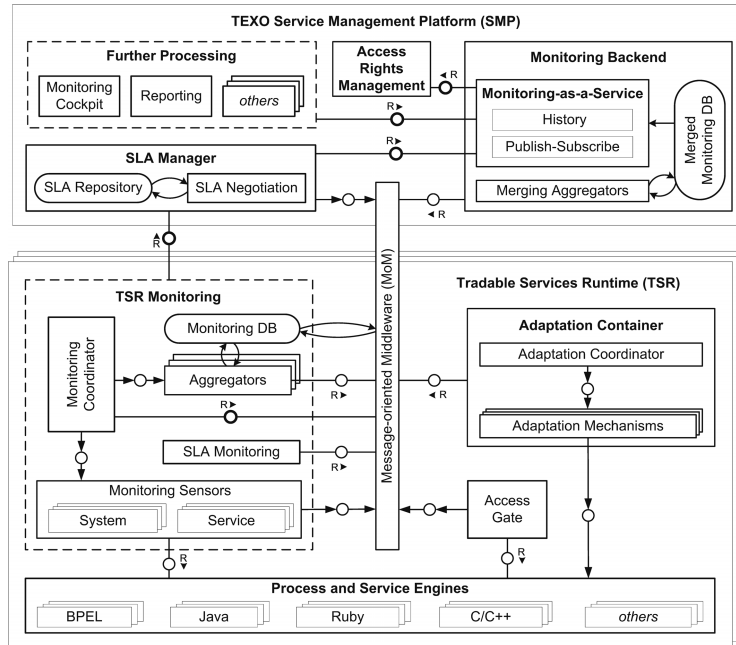 TEXO Service Management Platform (SMP)
Further Processing
Monitoring
Cockpit
Reporting
others
Access
Rights
Management
R
Monitoring Backend
Monitoring-as-a-Service
History
Publish-Subscribe
Merging Aggregators
Merged
Monitoring DB
R
R
SLA Manager
SLA Repository
SLA Negotiation
R
R
Message-oriented Middleware (MoM)
TSR Monitoring
Monitoring DB
Monitoring
Coordinator
Aggregators
R
R
SLA Monitoring
R
Monitoring Sensors
System
Service
R
Tradable Services Runtime (TSR)
Adaptation Container
Adaptation Coordinator
Adaptation Mechanisms
R
Access
Gate
R
Process and Service Engines
BPEL
Java
Ruby
C/C++
others